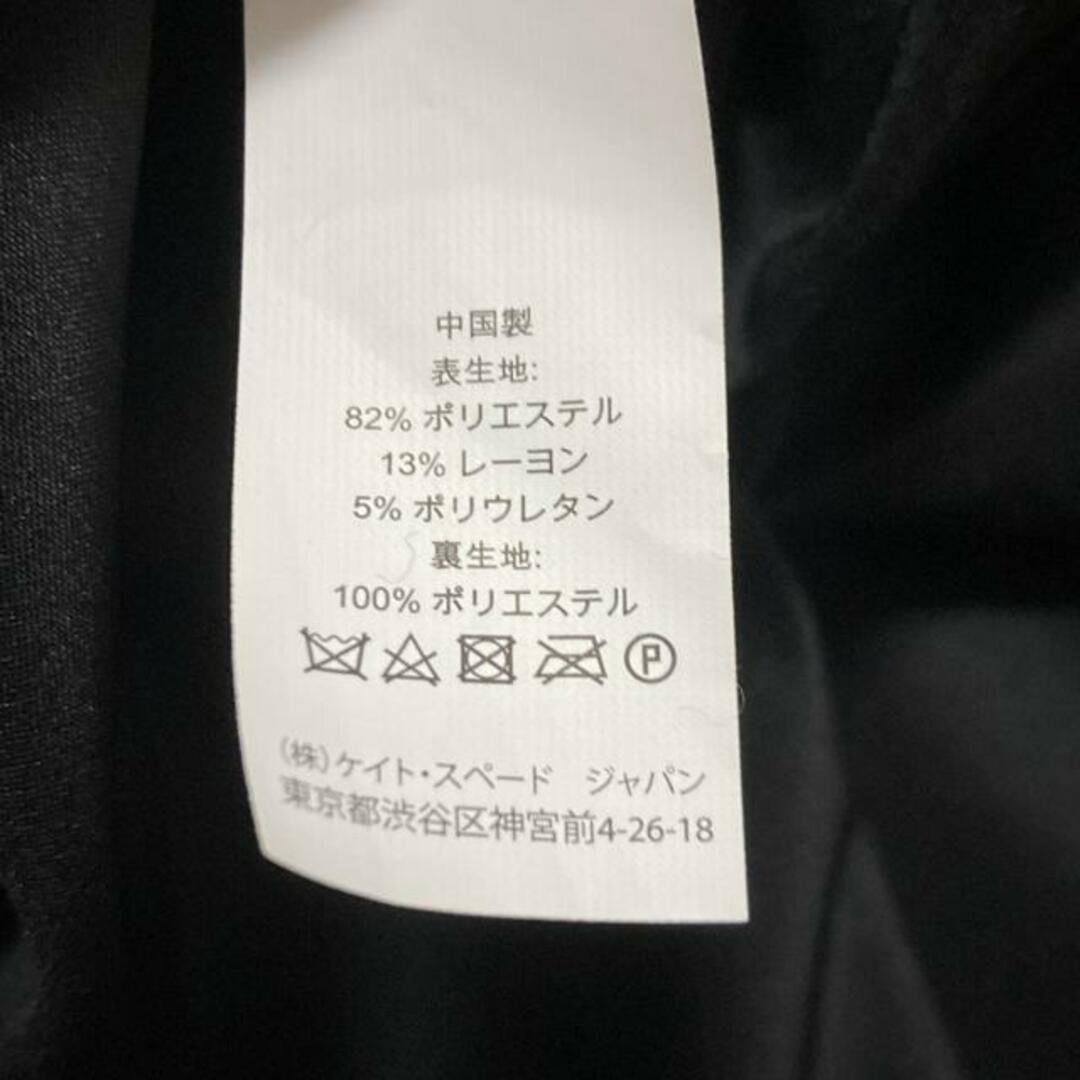 中国製
表生地:
82% ポリエステル
13% レーヨン
5% ポリウレタン
裏生地:
100% ポリエステル
P
(株)ケイト・スペード ジャパン
東京都渋谷区神宮前4-26-18